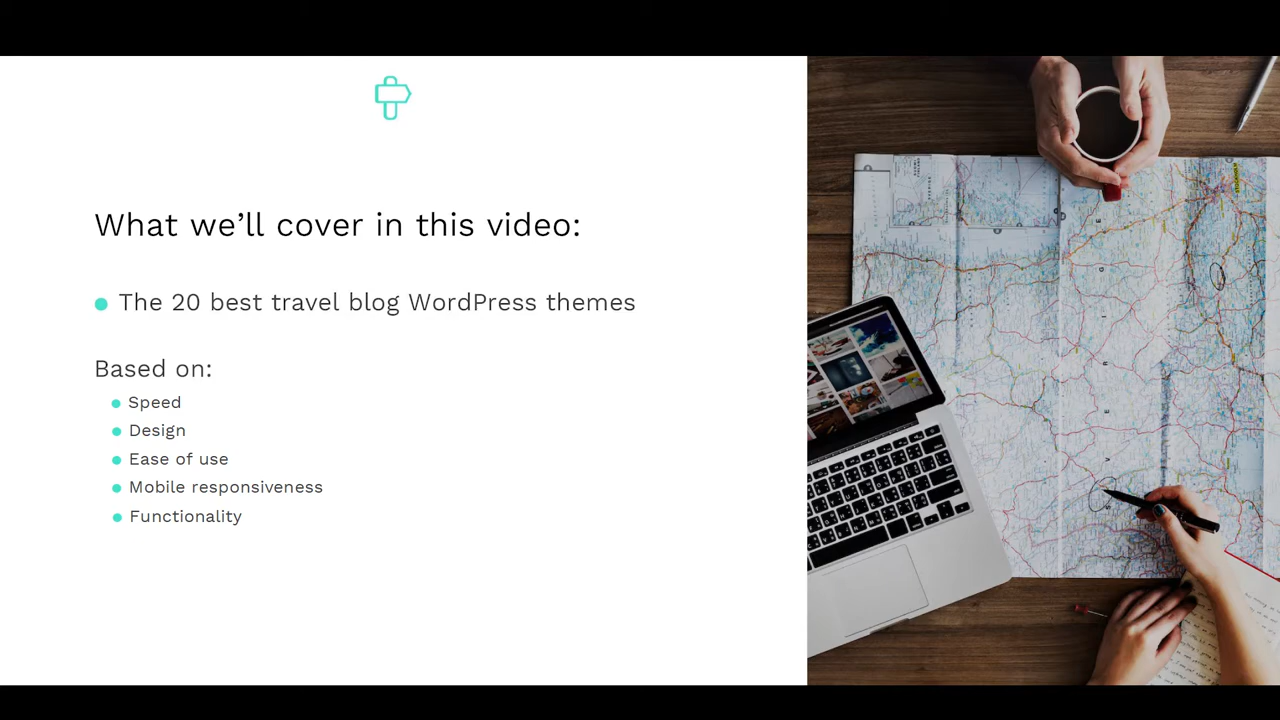 What we’ll cover in this video:
The 20 best travel blog WordPress themes
Based on:
Speed
Design
Ease of use
Mobile responsiveness
Functionality